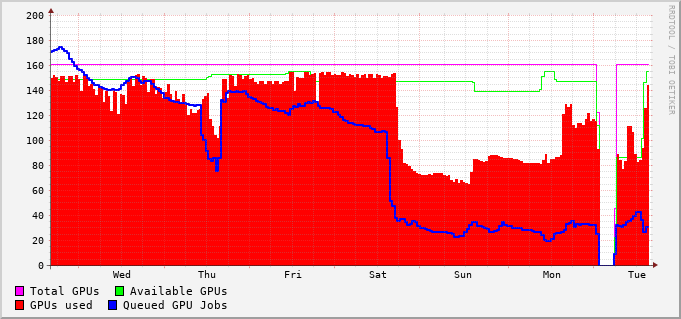 200
180
160
140
120
100
80
60
40
20
0
Wed Thu Fri Sat Sun Mon Tue
Total GPUs Available GPUs
GPUs used Queued GPU Jobs
RRDTOOL / TOBI OETIKER